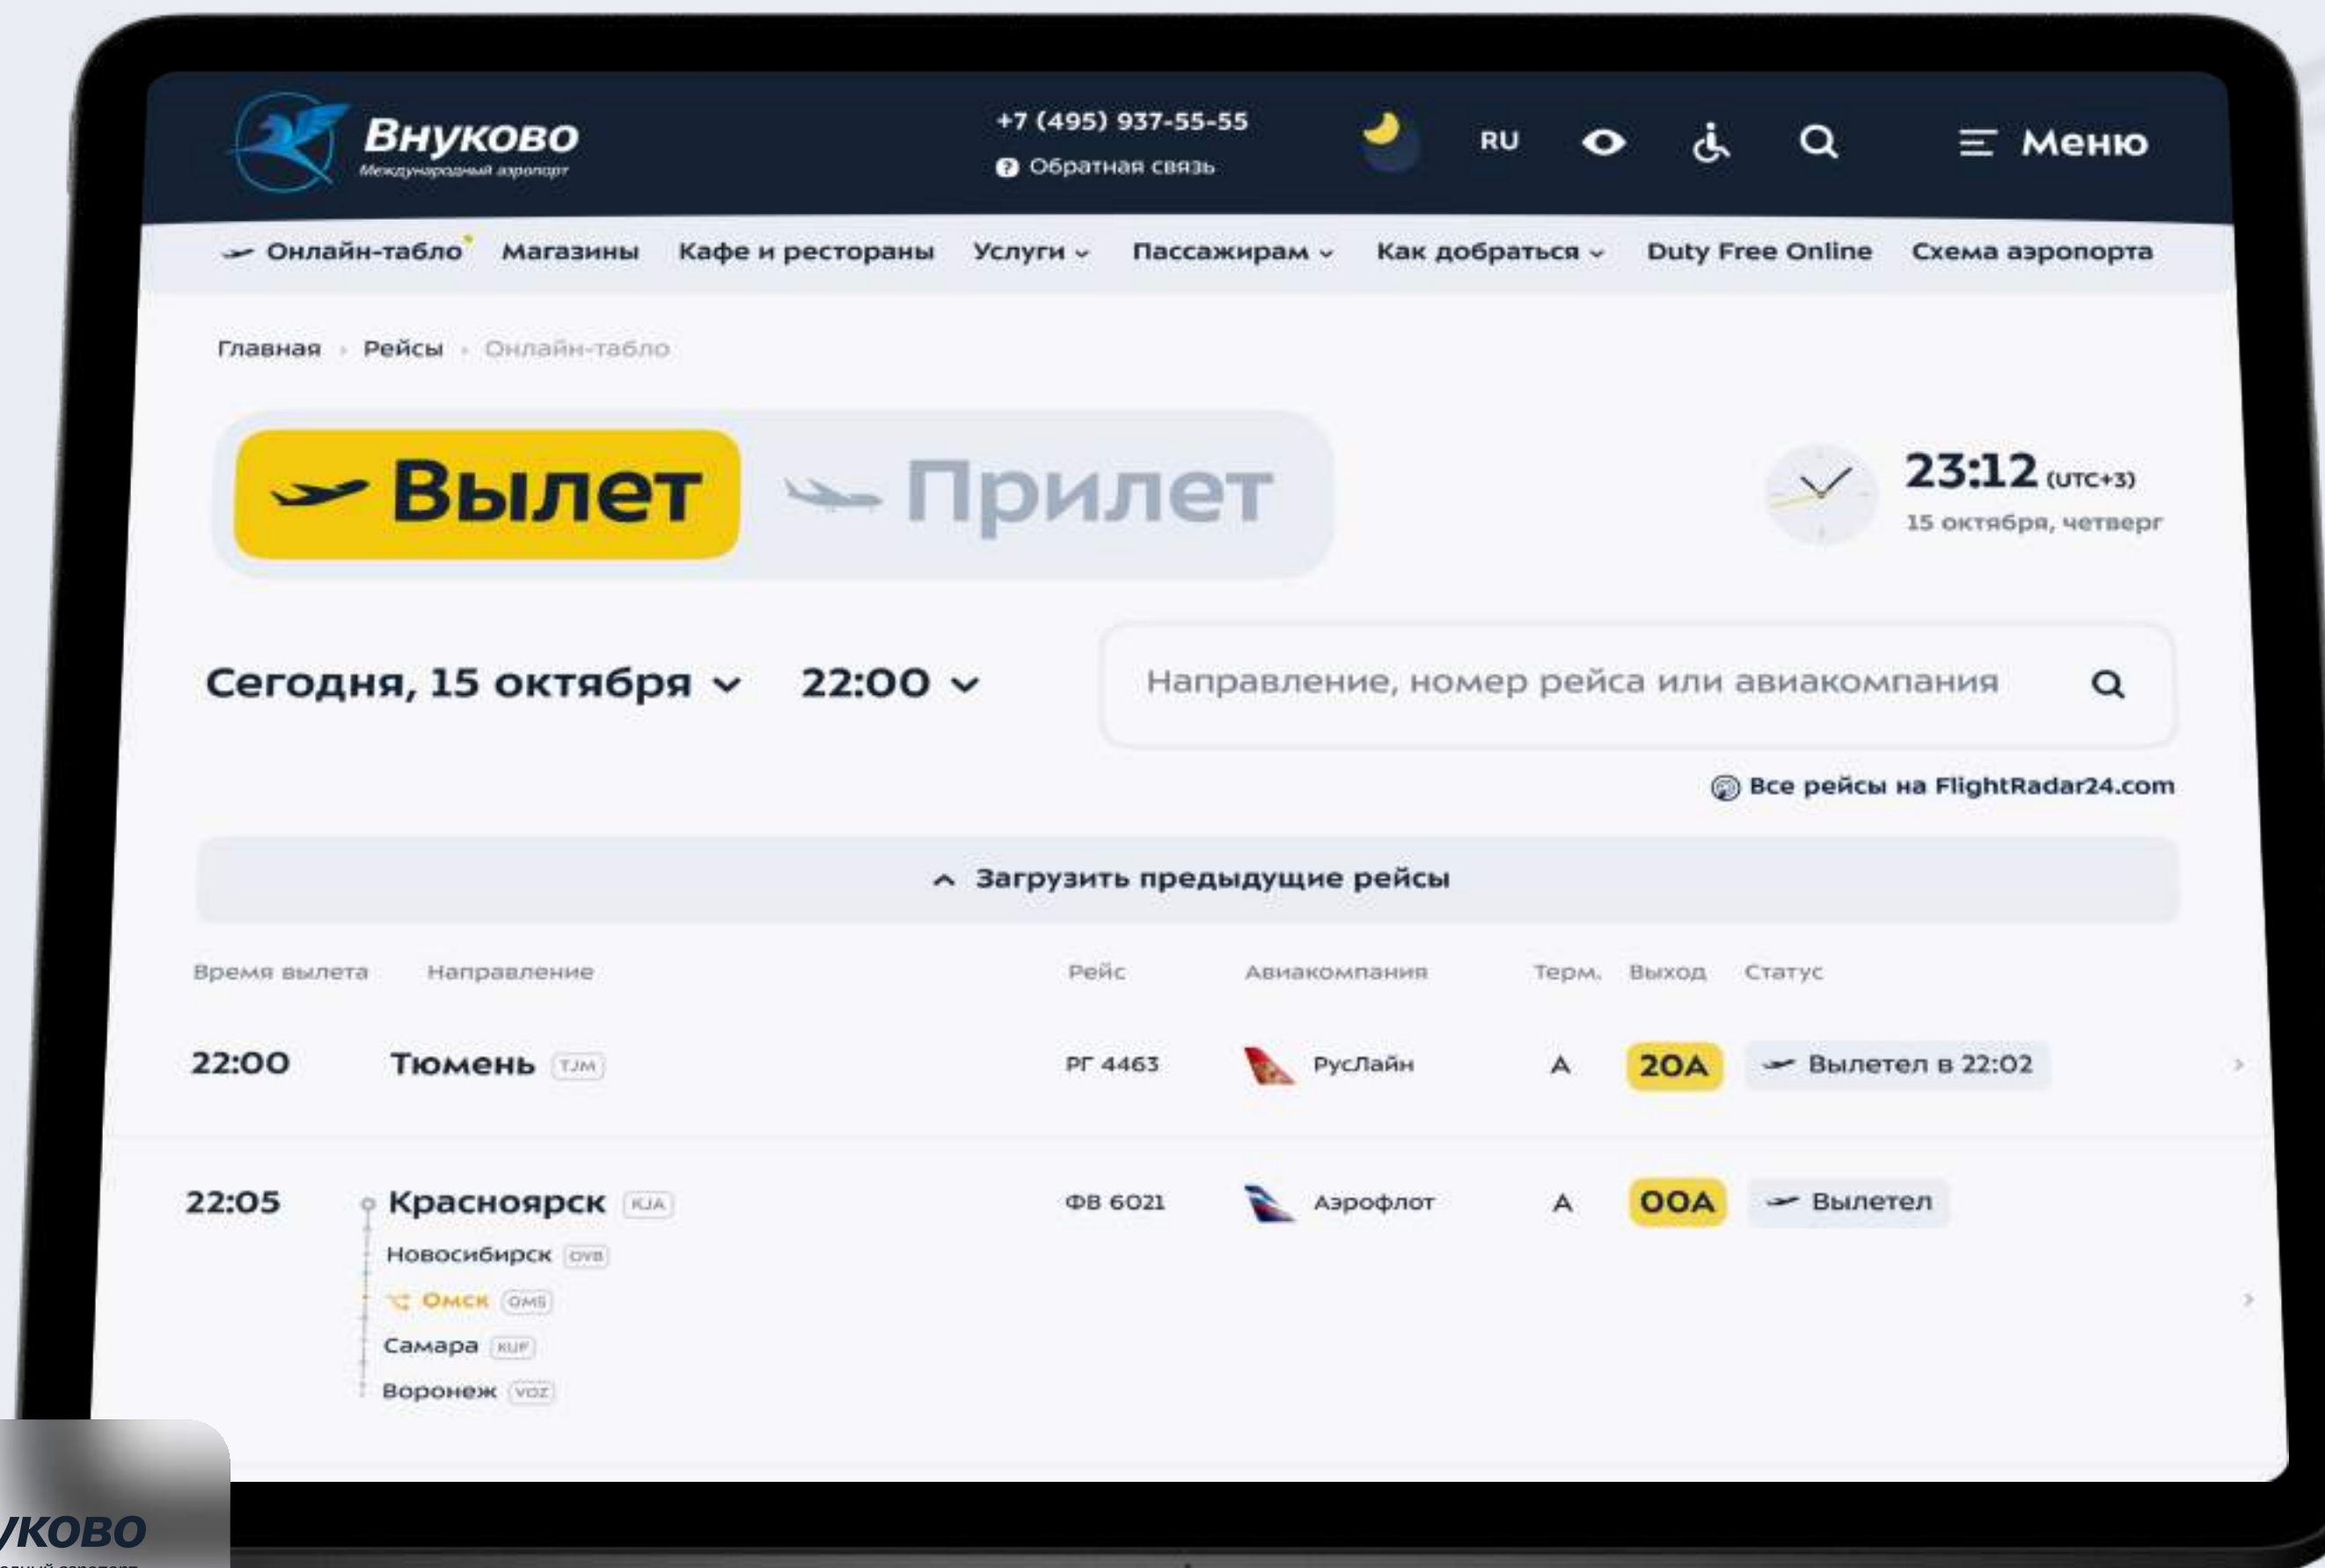 Внуково
Международный аэропорт
+7 (495) 937-55-55
Обратная связь
RU
Меню
Онлайн-табло Магазины Кафе и рестораны Услуги Пассажирам Как добраться Duty Free Online Схема аэропорта
Главная Рейсы Онлайн-табло
Вылет Прилет
23:12 (UTC+3)
15 октября, четверг
Сегодня, 15 октября 22:00
Направление, номер рейса или авиакомпания
Все рейсы на FlightRadar24.com
Загрузить предыдущие рейсы
Время вылета Направление Рейс Авиакомпания Терм. Выход Статус
22:00 Тюмень TJM РГ 4463 РусЛайн A 20A Вылетел в 22:02
22:05 Красноярск KJA ФВ 6021 Аэрофлот A 00A Вылетел
Новосибирск OVB
Омск OMS
Самара KUF
Воронеж VOZ
УКОВО